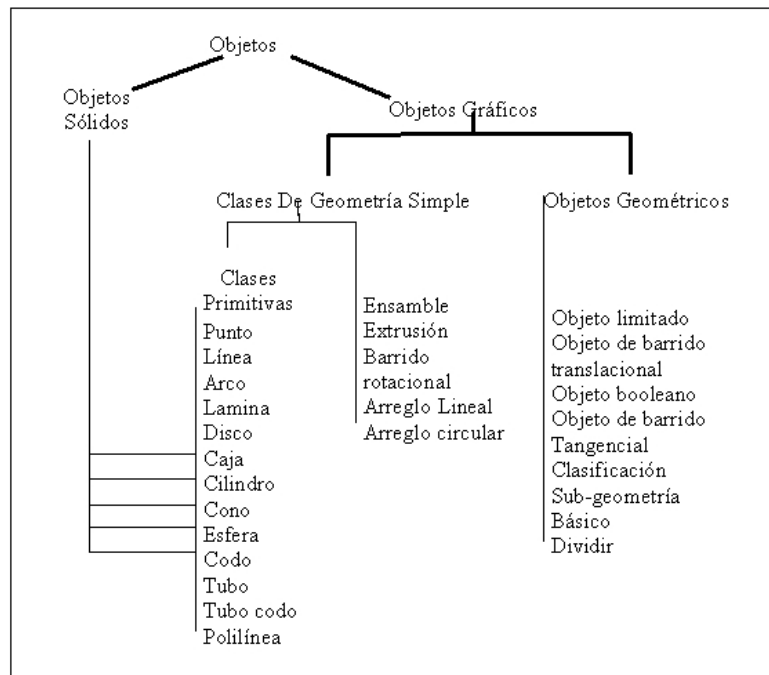 Objetos
Objetos
Sólidos
Objetos Gráficos
Clases De Geometría Simple
Objetos Geométricos
Clases
Primitivas
Punto
Línea
Arco
Lamina
Disco
Caja
Cilindro
Cono
Esfera
Codo
Tubo
Tubo codo
Polilínea
Ensamble
Extrusión
Barrido
rotacional
Arreglo Lineal
Arreglo circular
Objeto limitado
Objeto de barrido
translacional
Objeto booleano
Objeto de barrido
Tangencial
Clasificación
Sub-geometría
Básico
Dividir